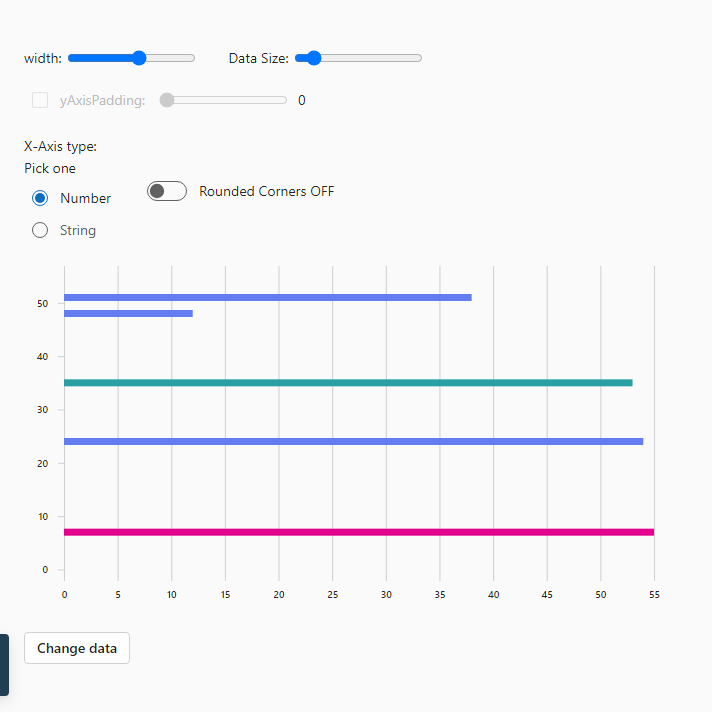 width: Data Size:
yAxisPadding: 0
X-Axis type:
Pick one
Number
Rounded Corners OFF
String
50
40
30
20
10
0
0 5 10 15 20 25 30 35 40 45 50 55
Change data